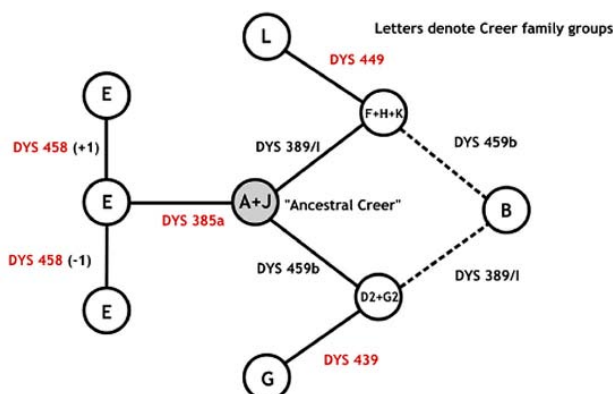 L
Letters denote Creer family groups
DYS 449
E
F+H+K
DYS 458 (+1)
DYS 389/I
DYS 459b
E
A+J
"Ancestral Creer"
B
DYS 385a
DYS 458 (-1)
DYS 459b
DYS 389/I
E
D2+G2
DYS 439
G